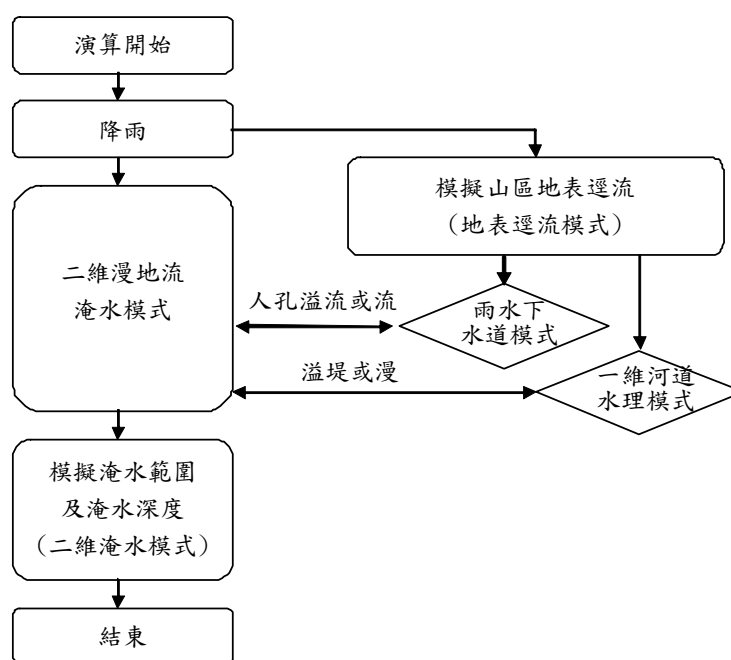 演算開始
降雨
模擬山區地表逕流
（地表逕流模式）
二維漫地流
淹水模式
人孔溢流或流
雨水下
水道模式
溢堤或漫
一維河道
水理模式
模擬淹水範圍
及淹水深度
（二維淹水模式）
結束